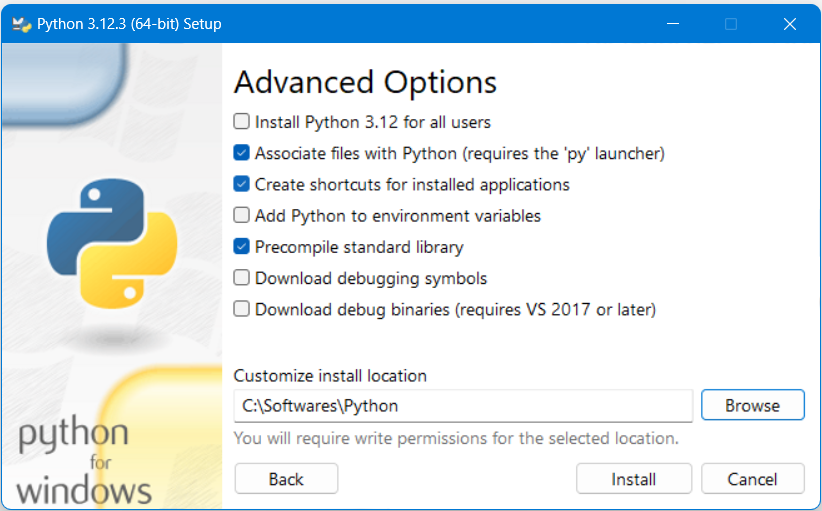 Python 3.12.3 (64-bit) Setup
Advanced Options
Install Python 3.12 for all users
Associate files with Python (requires the 'py' launcher)
Create shortcuts for installed applications
Add Python to environment variables
Precompile standard library
Download debugging symbols
Download debug binaries (requires VS 2017 or later)
Customize install location
C:\Softwares\Python
Browse
You will require write permissions for the selected location.
python
for
windows
Back
Install
Cancel